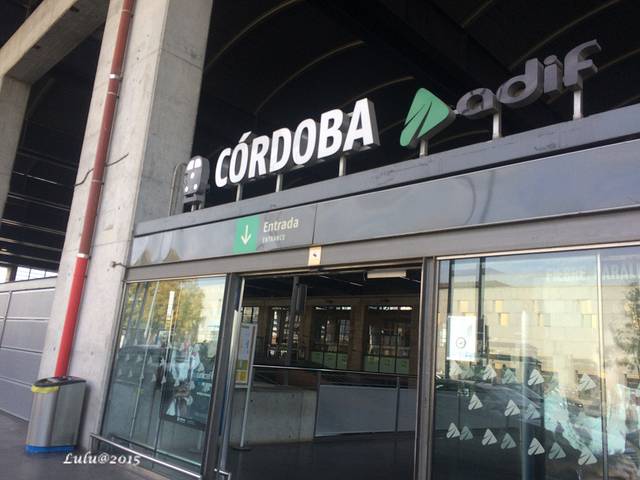 CÓRDOBA adif
Entrada
ENTRANCE
Lulu@2015